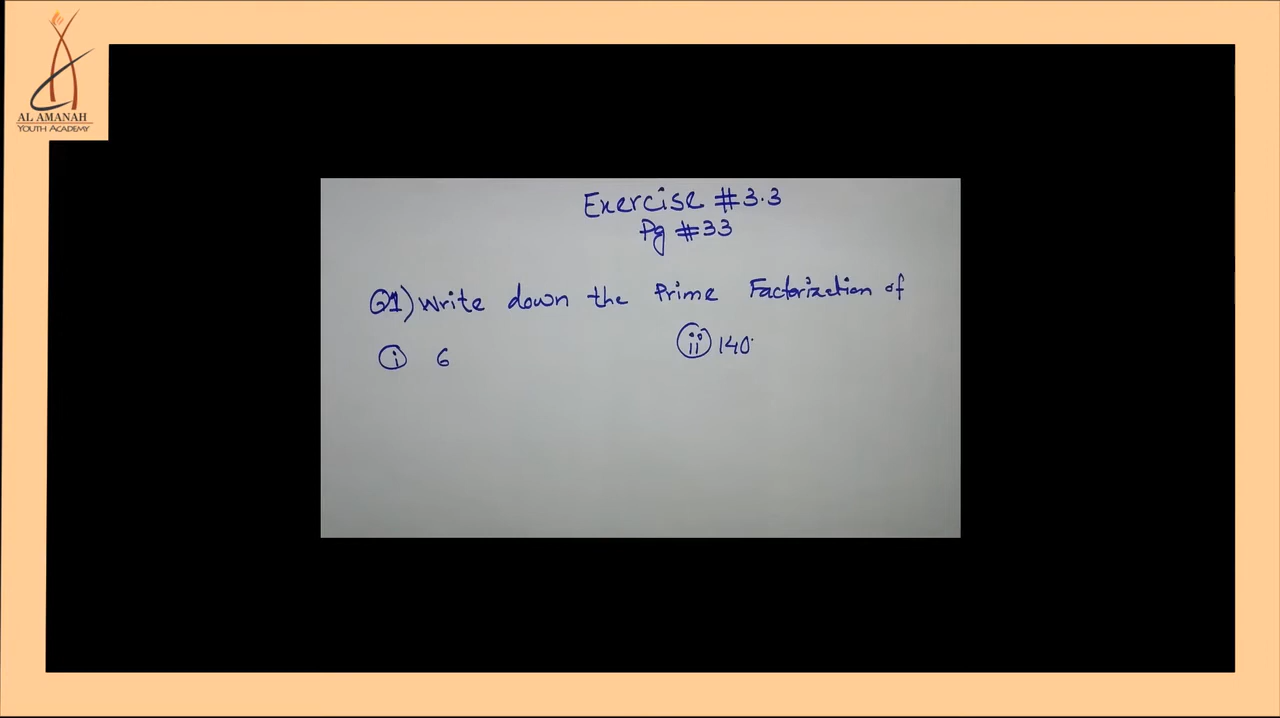 AL AMANAH
YOUTH ACADEMY
Exercise #3.3
Pg #33
Q1) Write down the Prime Factorization of
i 6
ii 140